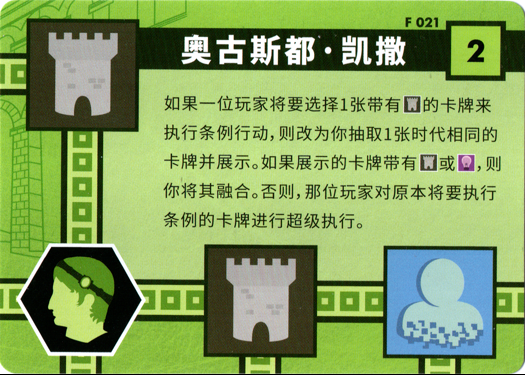 F 021
奥古斯都·凯撒
2
如果一位玩家将要选择1张带有的卡牌来
执行条例行动,则改为你抽取1张时代相同的
卡牌并展示。如果展示的卡牌带有或,则
你将其融合。否则,那位玩家对原本将要执行
条例的卡牌进行超级执行。